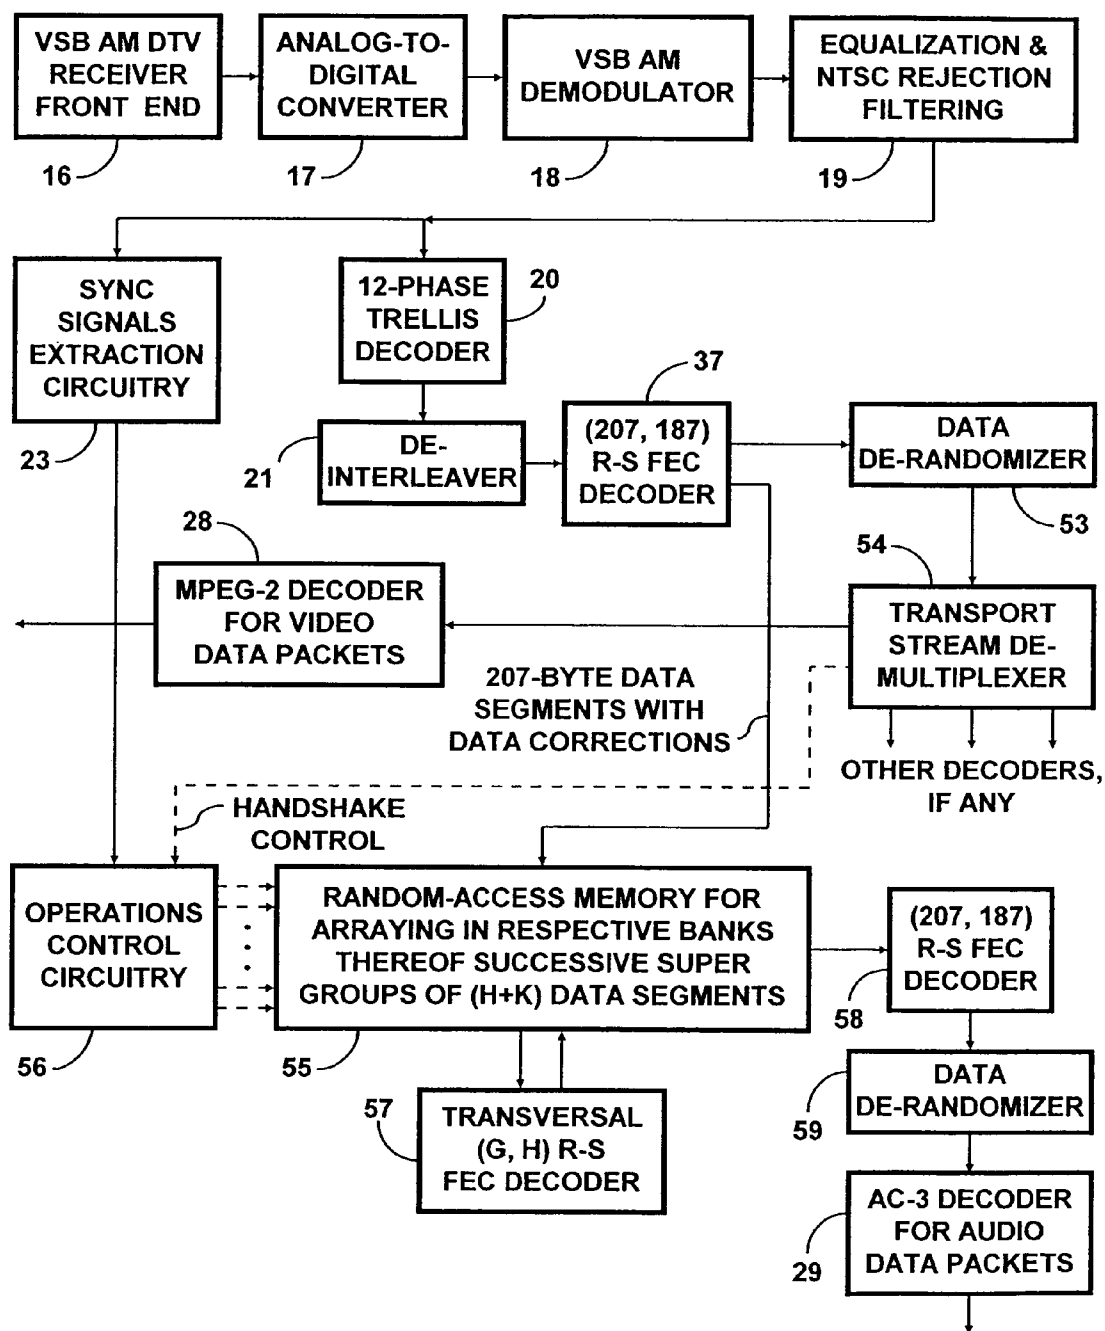 VSB AM DTV
RECEIVER
FRONT END
16
ANALOG-TO-
DIGITAL
CONVERTER
17
VSB AM
DEMODULATOR
18
EQUALIZATION &
NTSC REJECTION
FILTERING
19
SYNC
SIGNALS
EXTRACTION
CIRCUITRY
23
12-PHASE
TRELLIS
DECODER
20
DE-
INTERLEAVER
21
(207, 187)
R-S FEC
DECODER
37
DATA
DE-RANDOMIZER
53
MPEG-2 DECODER
FOR VIDEO
DATA PACKETS
28
TRANSPORT
STREAM DE-
MULTIPLEXER
54
207-BYTE DATA
SEGMENTS WITH
DATA CORRECTIONS
OTHER DECODERS,
IF ANY
HANDSHAKE
CONTROL
OPERATIONS
CONTROL
CIRCUITRY
56
RANDOM-ACCESS MEMORY FOR
ARRAYING IN RESPECTIVE BANKS
THEREOF SUCCESSIVE SUPER
GROUPS OF (H+K) DATA SEGMENTS
55
(207, 187)
R-S FEC
DECODER
58
TRANSVERSAL
(G, H) R-S
FEC DECODER
57
DATA
DE-RANDOMIZER
59
AC-3 DECODER
FOR AUDIO
DATA PACKETS
29